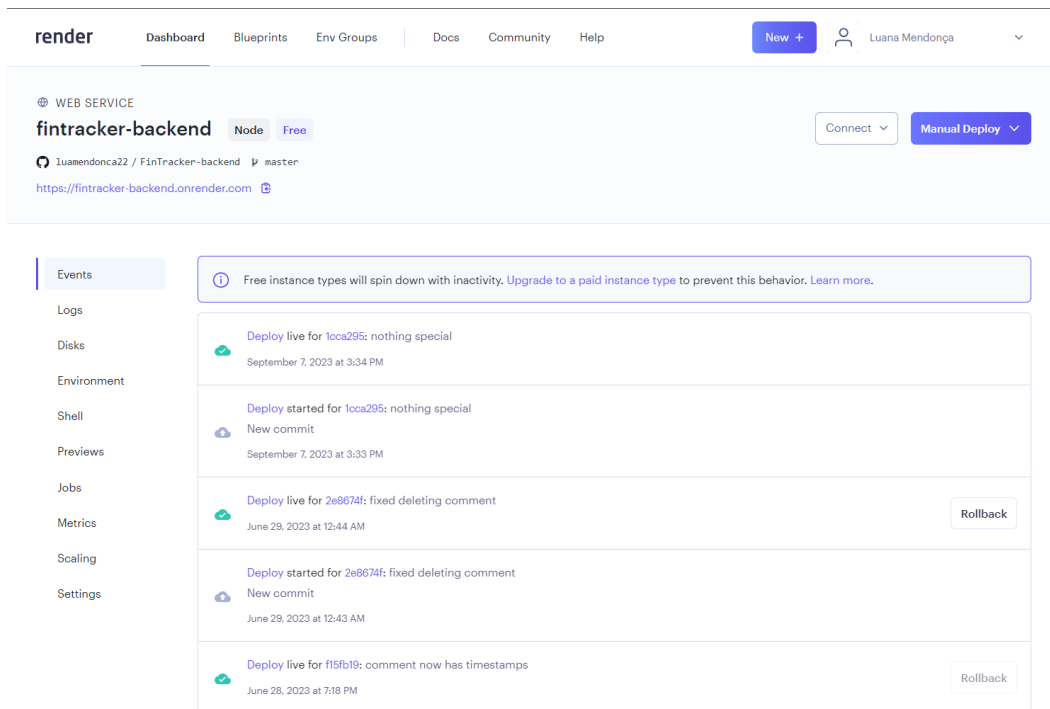 render Dashboard Blueprints Env Groups Docs Community Help New + Luana Mendonça
WEB SERVICE
fintracker-backend Node Free
Connect Manual Deploy
luamendonca22 / FinTracker-backend master
https://fintracker-backend.onrender.com
Events
Logs
Disks
Environment
Shell
Previews
Jobs
Metrics
Scaling
Settings
Free instance types will spin down with inactivity. Upgrade to a paid instance type to prevent this behavior. Learn more.
Deploy live for 1cca295: nothing special
September 7, 2023 at 3:34 PM
Deploy started for 1cca295: nothing special
New commit
September 7, 2023 at 3:33 PM
Deploy live for 2e8674f: fixed deleting comment
June 29, 2023 at 12:44 AM
Rollback
Deploy started for 2e8674f: fixed deleting comment
New commit
June 29, 2023 at 12:43 AM
Deploy live for f15fb19: comment now has timestamps
June 28, 2023 at 7:18 PM
Rollback